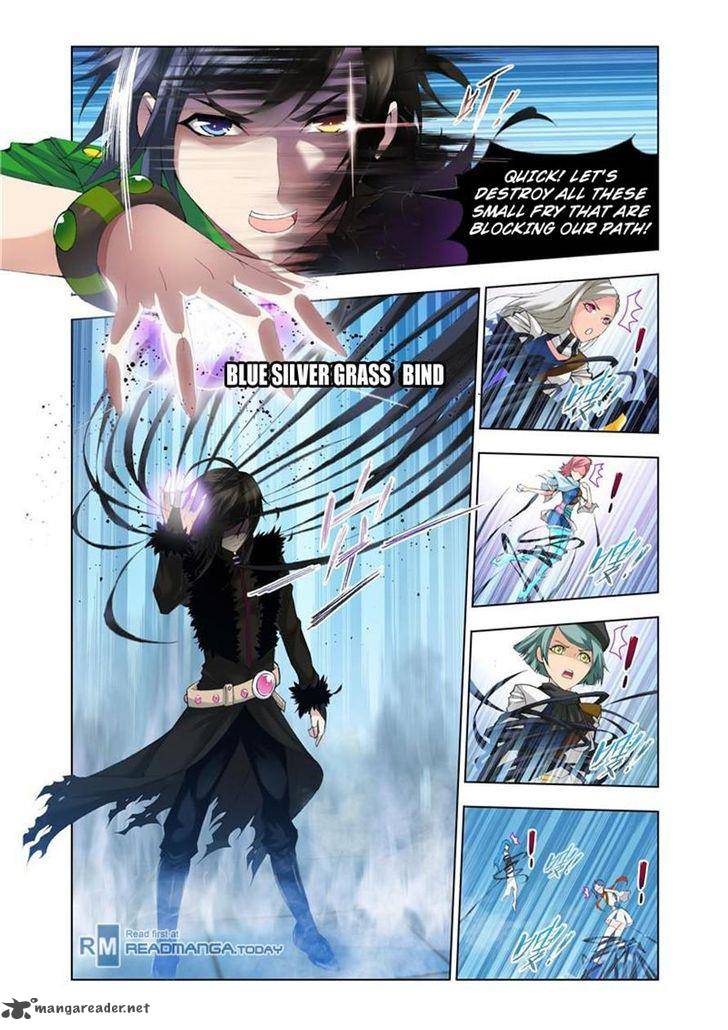 QUICK! LET'S
DESTROY ALL THESE
SMALL FRY THAT ARE
BLOCKING OUR PATH!
BLUE SILVER GRASS BIND
!
!
!
!
RM
Read first at
READMANGA.TODAY
mangareader.net